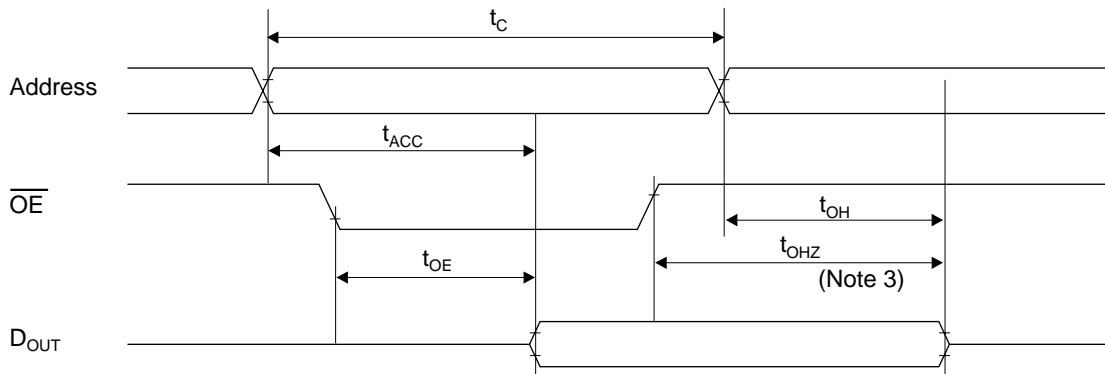 tC
Address
tACC
OE
tOH
tOE
tOHZ
(Note 3)
DOUT